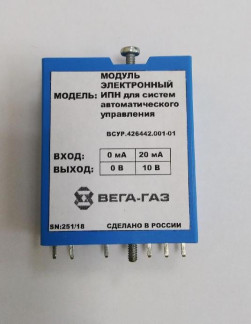 МОДУЛЬ
ЭЛЕКТРОННЫЙ
МОДЕЛЬ: ИПН для систем
автоматического
управления
ВСУР.426442.001-01
ВХОД: 0 мА 20 мА
ВЫХОД: 0 В 10 В
ВЕГА-ГАЗ
SN:251/18 СДЕЛАНО В РОССИИ